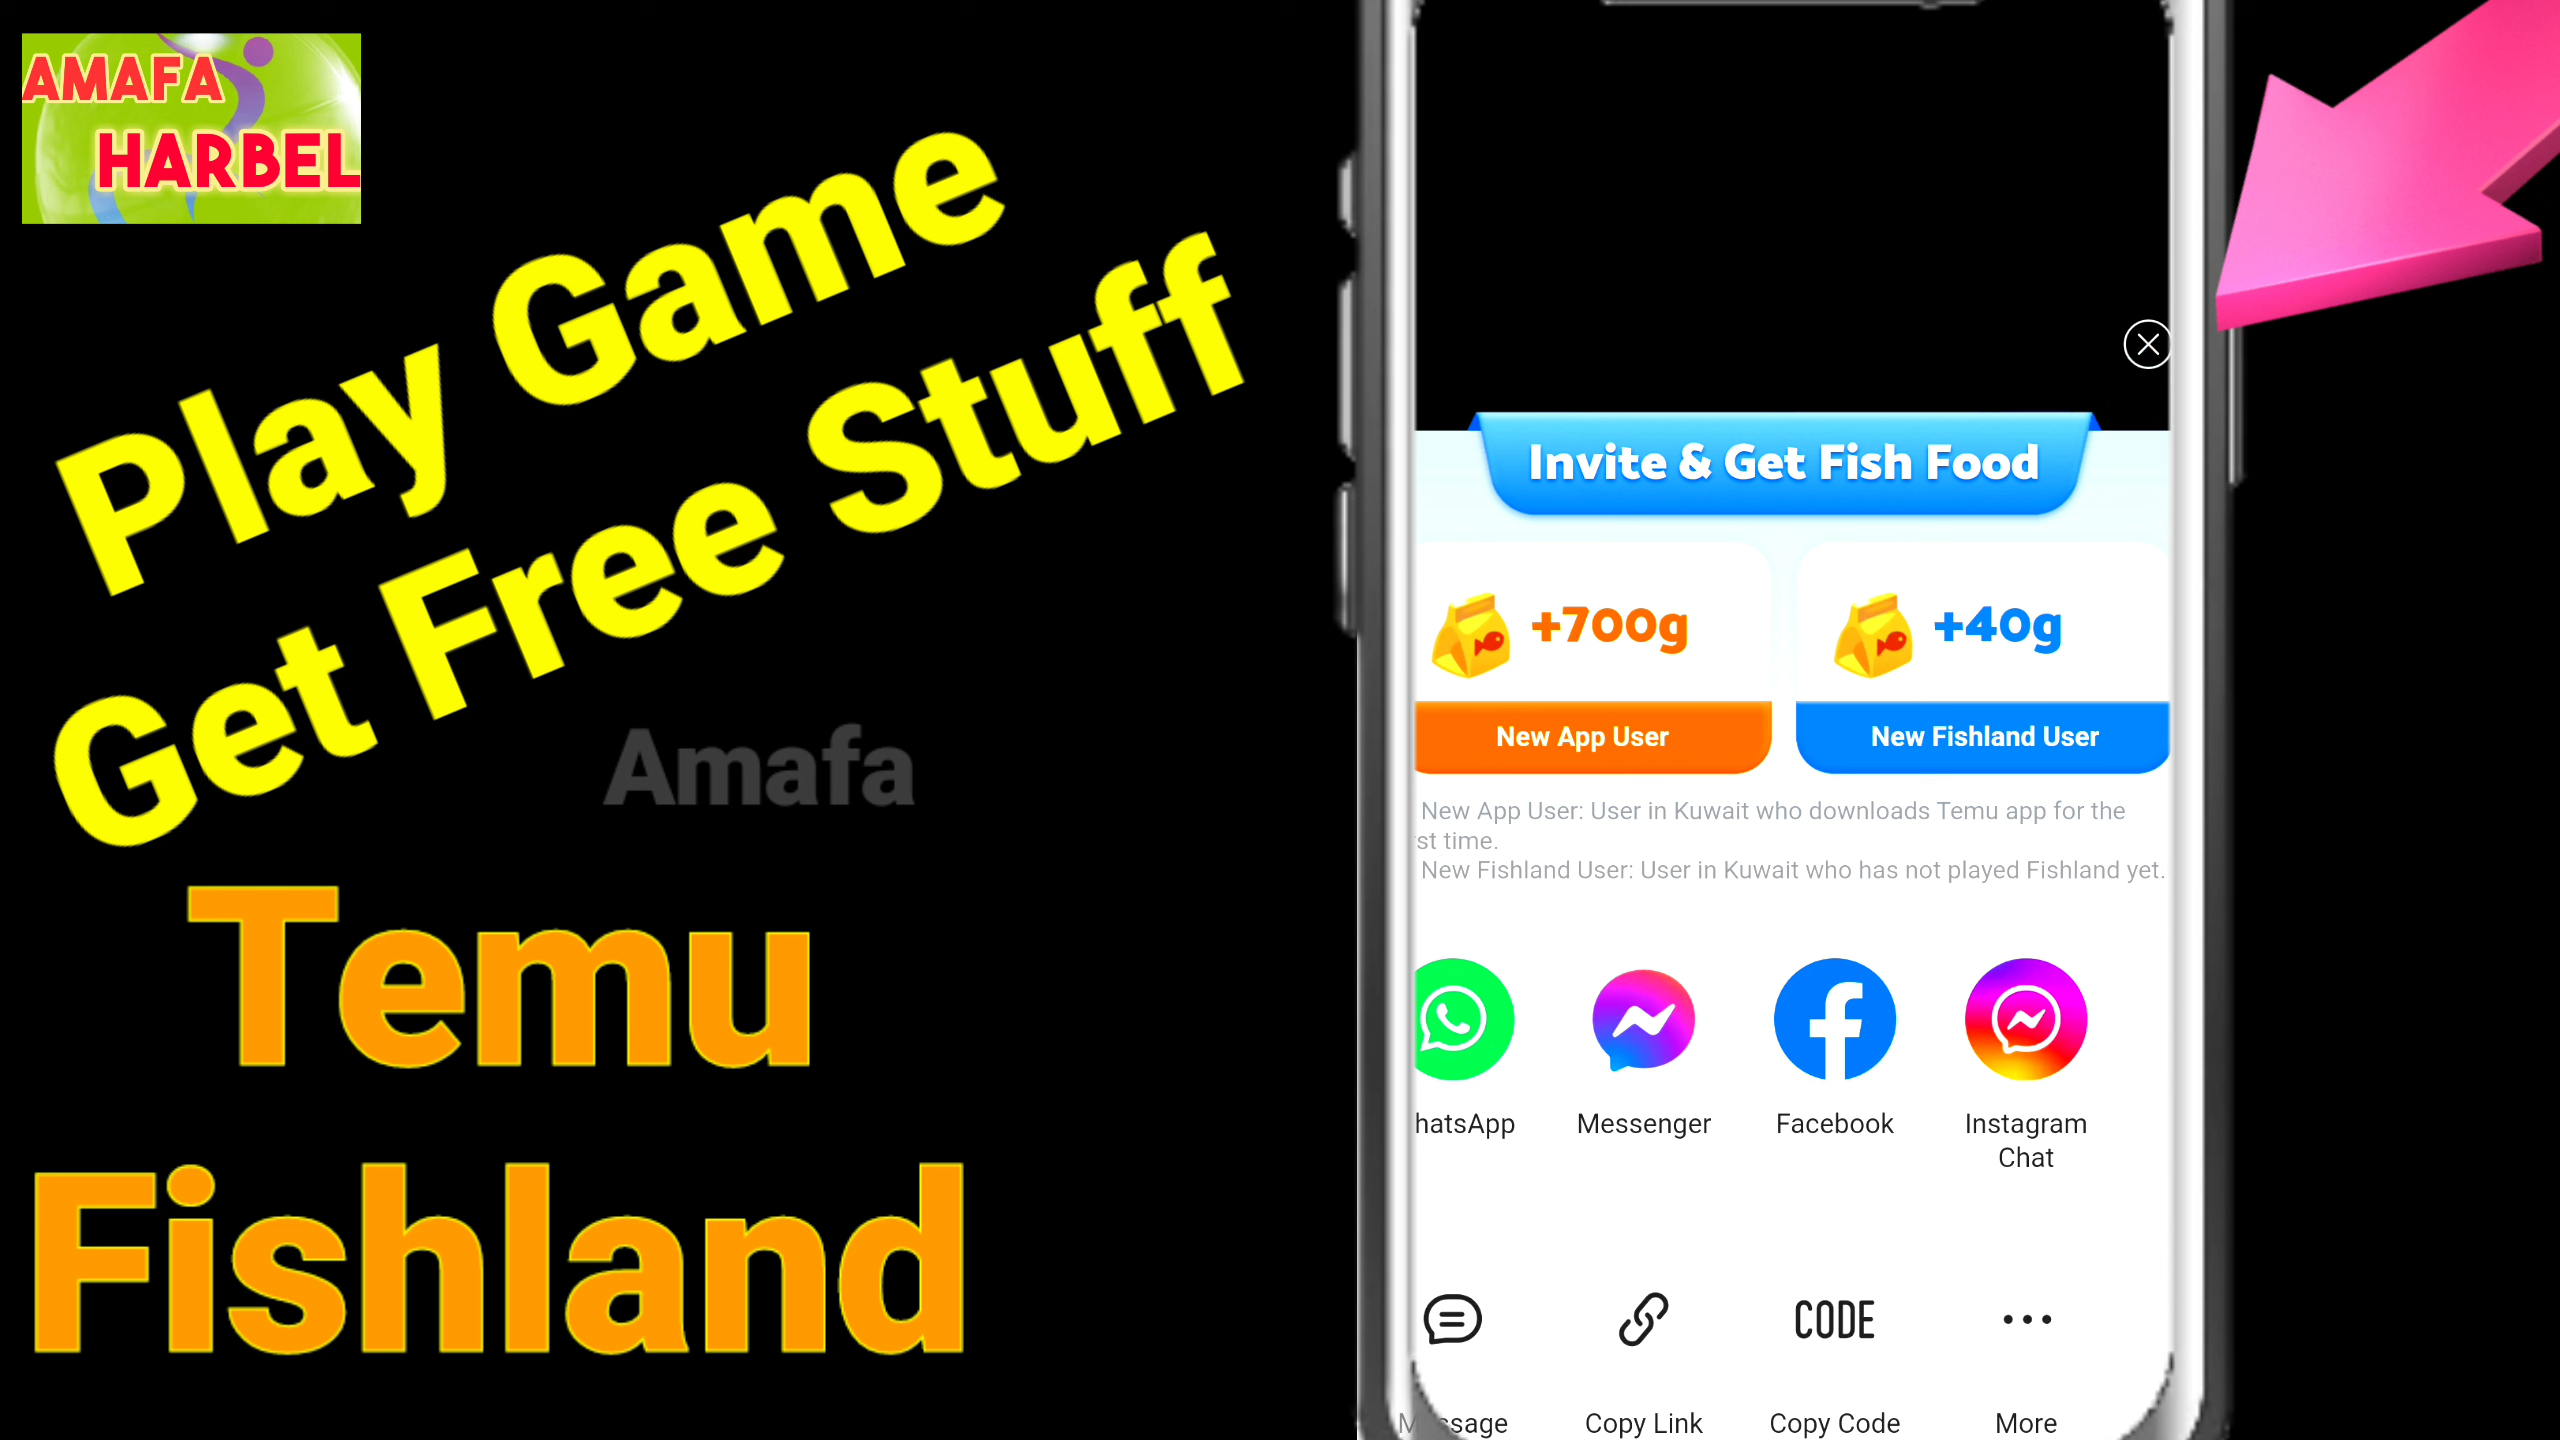 AMAFA
HARBEL
Play Game
Get Free Stuff
Amafa
Temu
Fishland
Invite & Get Fish Food
+700g
New App User
+40g
New Fishland User
New App User: User in Kuwait who downloads Temu app for the
st time.
New Fishland User: User in Kuwait who has not played Fishland yet.
hatsApp
Messenger
Facebook
Instagram
Chat
CODE
M ssage
Copy Link
Copy Code
More